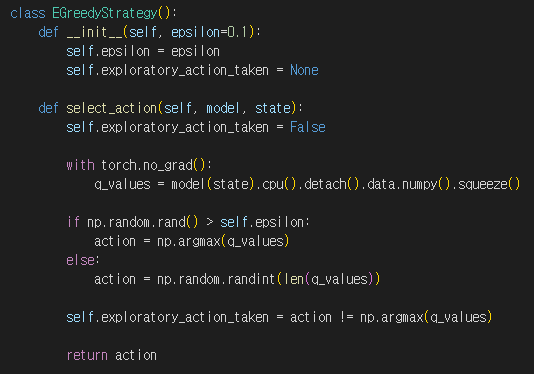 class EGreedyStrategy():
    def __init__(self, epsilon=0.1):
        self.epsilon = epsilon
        self.exploratory_action_taken = None

    def select_action(self, model, state):
        self.exploratory_action_taken = False

        with torch.no_grad():
            q_values = model(state).cpu().detach().data.numpy().squeeze()

        if np.random.rand() > self.epsilon:
            action = np.argmax(q_values)
        else:
            action = np.random.randint(len(q_values))

        self.exploratory_action_taken = action != np.argmax(q_values)

        return action